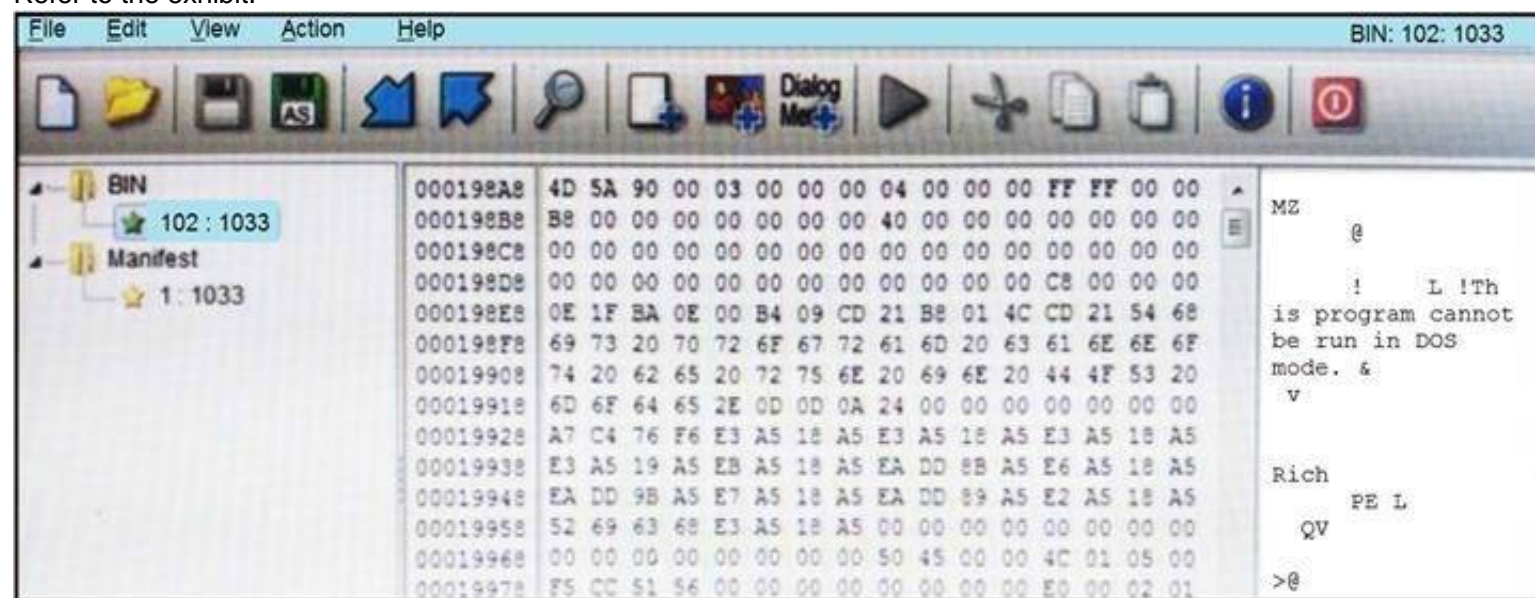 Refer to the exhibit.
File Edit View Action Help BIN: 102: 1033
AS Dialog Mer
BIN
102 : 1033
Manifest
1 : 1033
000198A8 4D 5A 90 00 03 00 00 00 04 00 00 00 FF FF 00 00
000198B8 B8 00 00 00 00 00 00 00 40 00 00 00 00 00 00 00
000198C8 00 00 00 00 00 00 00 00 00 00 00 00 00 00 00 00
000198D8 00 00 00 00 00 00 00 00 00 00 00 00 C8 00 00 00
000198E8 0E 1F BA 0E 00 B4 09 CD 21 B8 01 4C CD 21 54 68
000198F8 69 73 20 70 72 6F 67 72 61 6D 20 63 61 6E 6E 6F
00019908 74 20 62 65 20 72 75 6E 20 69 6E 20 44 4F 53 20
00019918 6D 6F 64 65 2E 0D 0D 0A 24 00 00 00 00 00 00 00
00019928 A7 C4 76 F6 E3 A5 18 A5 E3 A5 18 A5 E3 A5 18 A5
00019938 E3 A5 19 A5 EB A5 18 A5 EA DD 8B A5 E6 A5 18 A5
00019948 EA DD 9B A5 E7 A5 18 A5 EA DD 89 A5 E2 A5 18 A5
00019958 52 69 63 68 E3 A5 18 A5 00 00 00 00 00 00 00 00
00019968 00 00 00 00 00 00 00 00 50 45 00 00 4C 01 05 00
00019978 F5 CC 51 56 00 00 00 00 00 00 00 00 E0 00 02 01
MZ
@
! L !Th
is program cannot
be run in DOS
mode. &
v
Rich
PE L
QV
>@